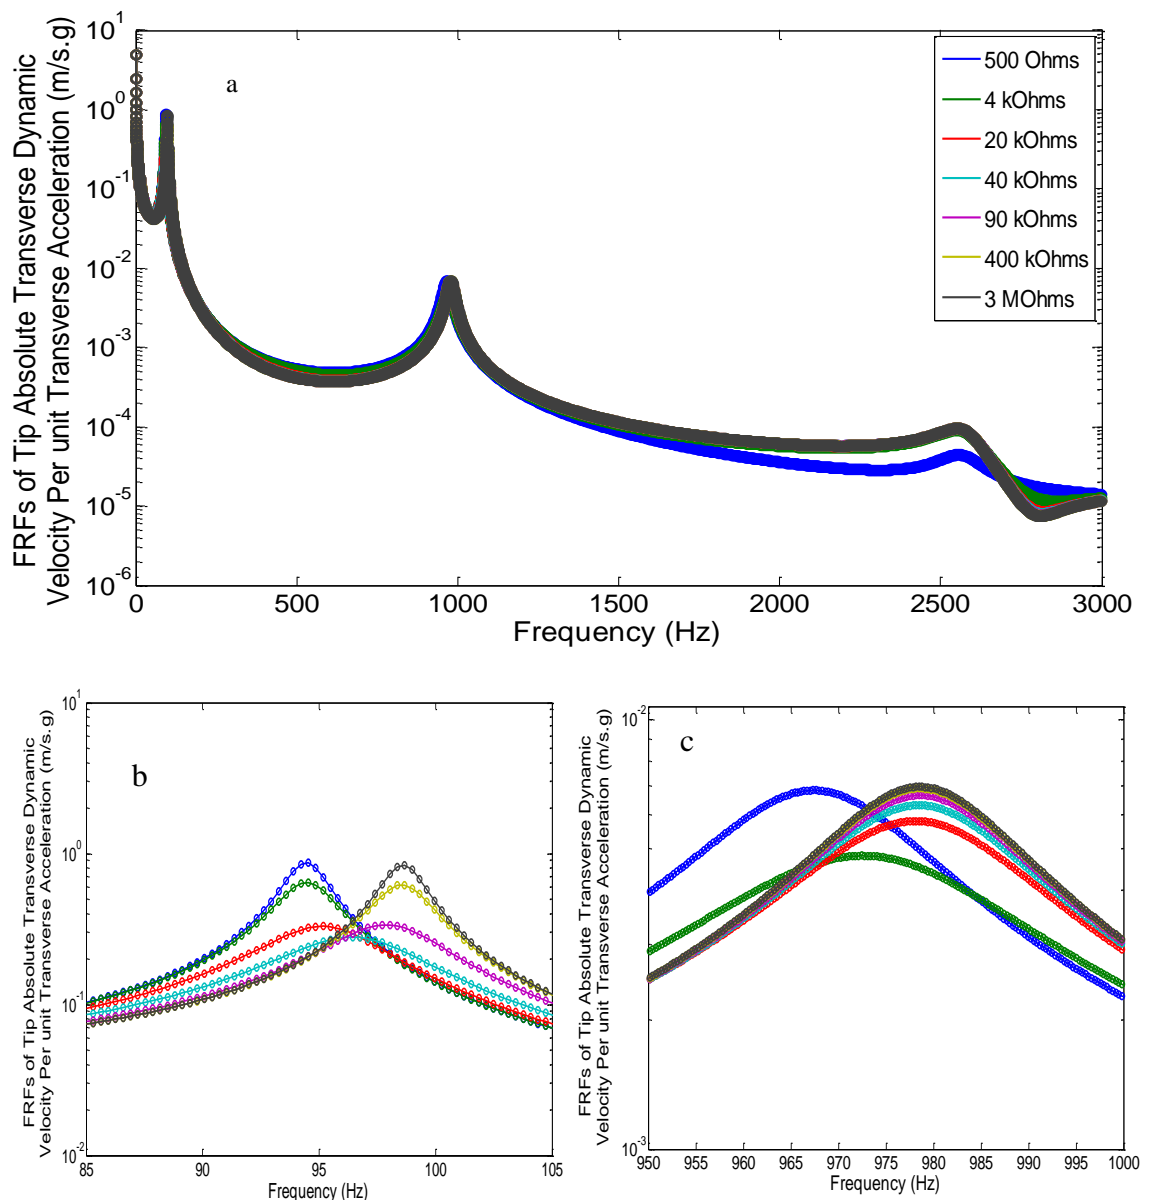 FRFs of Tip Absolute Transverse Dynamic
Velocity Per unit Transverse Acceleration (m/s.g)
10^1
10^0
10^-1
10^-2
10^-3
10^-4
10^-5
10^-6
a
500 Ohms
4 kOhms
20 kOhms
40 kOhms
90 kOhms
400 kOhms
3 MOhms
0 500 1000 1500 2000 2500 3000
Frequency (Hz)
FRFs of Tip Absolute Transverse Dynamic
Velocity Per unit Transverse Acceleration (m/s.g)
10^1
10^0
10^-1
10^-2
b
85 90 95 100 105
Frequency (Hz)
FRFs of Tip Absolute Transverse Dynamic
Velocity Per unit Transverse Acceleration (m/s.g)
10^-2
10^-3
c
950 955 960 965 970 975 980 985 990 995 1000
Frequency (Hz)